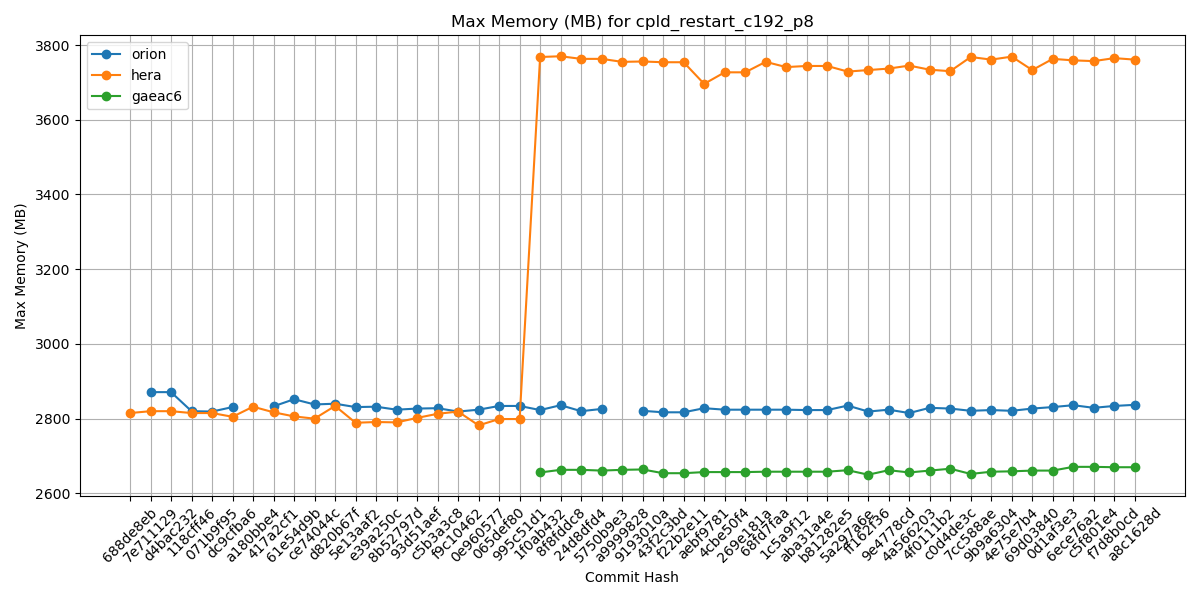 Max Memory (MB) for cpld_restart_c192_p8
orion
hera
gaeac6
Max Memory (MB)
3800
3600
3400
3200
3000
2800
2600
688de8eb
7e711129
d4bac232
118cff46
071b9f95
dc9cfba6
a180bbe4
417a2cf1
61e54d9b
ce74044c
d820b67f
5e13aaf2
e39a250c
8b52797d
93d51aef
c5b3a3c8
f9c10462
0e960577
065def80
995c51d1
1f0ab432
8f8fddc8
24d8dfd4
5750b9e3
a9999828
9193010a
43f2c3bd
f22b2e11
aebf9781
4cbe50f4
269e181a
68fd7faa
1c5a9f12
aba31a4e
b81282e5
5a297a6e
ff162f36
9e4778cd
4a566203
4f0111b2
c0d4de3c
7cc588ae
9b9a6304
4e75e7b4
69d03840
0d1af3e3
6ece76a2
c5f801e4
f7d8b0cd
a8c1628d
Commit Hash